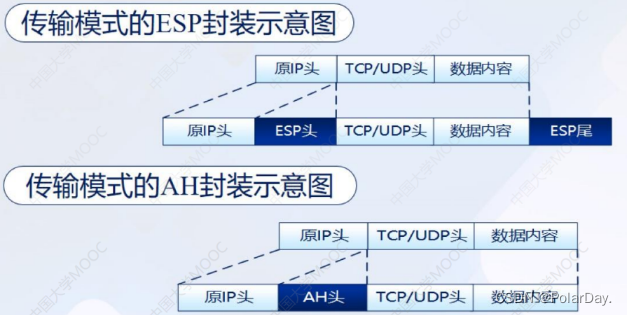 传输模式的ESP封装示意图
原IP头 TCP/UDP头 数据内容
原IP头 ESP头 TCP/UDP头 数据内容 ESP尾
传输模式的AH封装示意图
原IP头 TCP/UDP头 数据内容
原IP头 AH头 TCP/UDP头 数据内容
@PolarDay.
中国大学MOOC